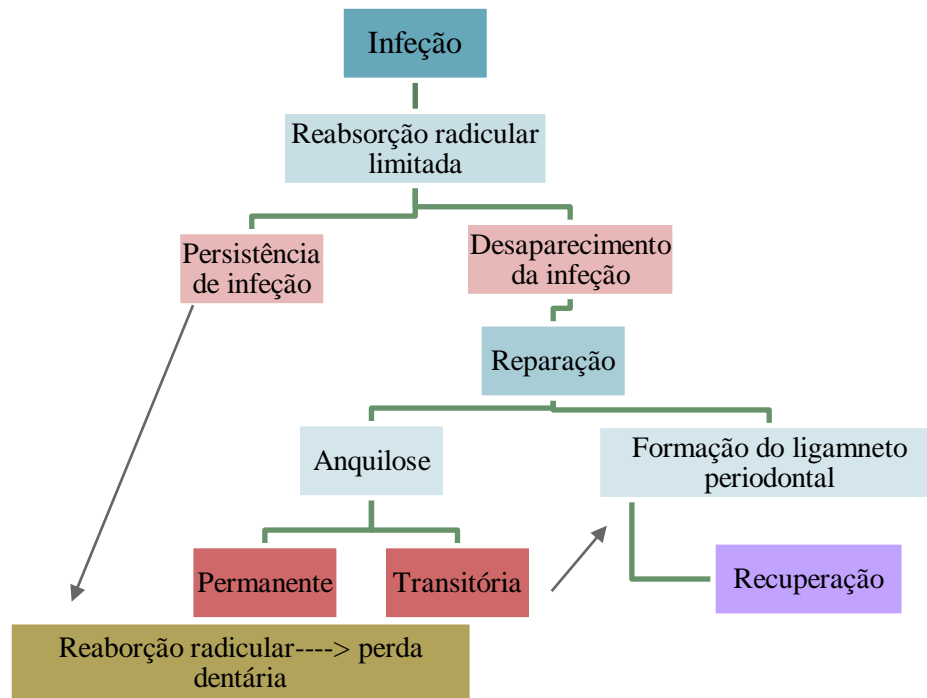 Infeção
Reabsorção radicular
limitada
Persistência
de infeção
Desaparecimento
da infeção
Reparação
Anquilose
Formação do ligamneto
periodontal
Permanente
Transitória
Recuperação
Reaborção radicular----> perda
dentária